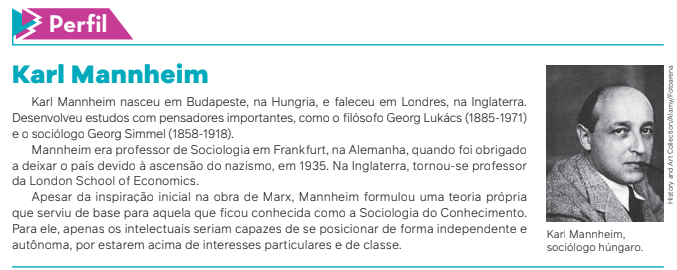 Perfil
Karl Mannheim
Karl Mannheim nasceu em Budapeste, na Hungria, e faleceu em Londres, na Inglaterra.
Desenvolveu estudos com pensadores importantes, como o filósofo Georg Lukács (1885-1971)
e o sociólogo Georg Simmel (1858-1918).
Mannheim era professor de Sociologia em Frankfurt, na Alemanha, quando foi obrigado
a deixar o país devido à ascensão do nazismo, em 1935. Na Inglaterra, tornou-se professor
da London School of Economics.
Apesar da inspiração inicial na obra de Marx, Mannheim formulou uma teoria própria
que serviu de base para aquela que ficou conhecida como a Sociologia do Conhecimento.
Para ele, apenas os intelectuais seriam capazes de se posicionar de forma independente e
autônoma, por estarem acima de interesses particulares e de classe.
History and Art Collection/Alamy/Fotoarena
Karl Mannheim,
sociólogo húngaro.